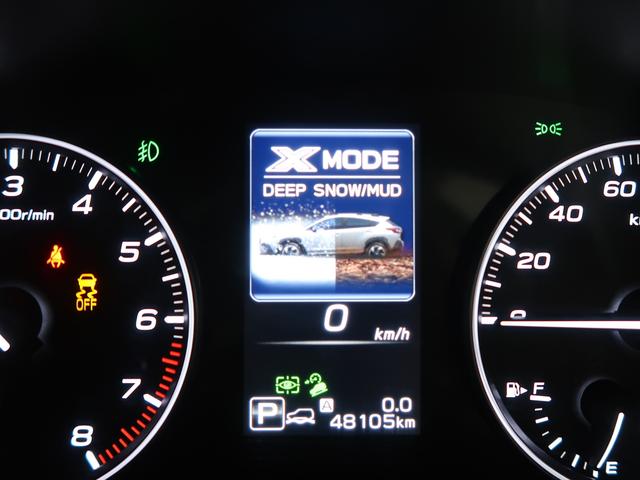 X MODE
DEEP SNOW/MUD
0
km/h
P
A
0.0
48105km
3
4
5
6
7
8
00r/min
OFF
0
20
40
60
F
E